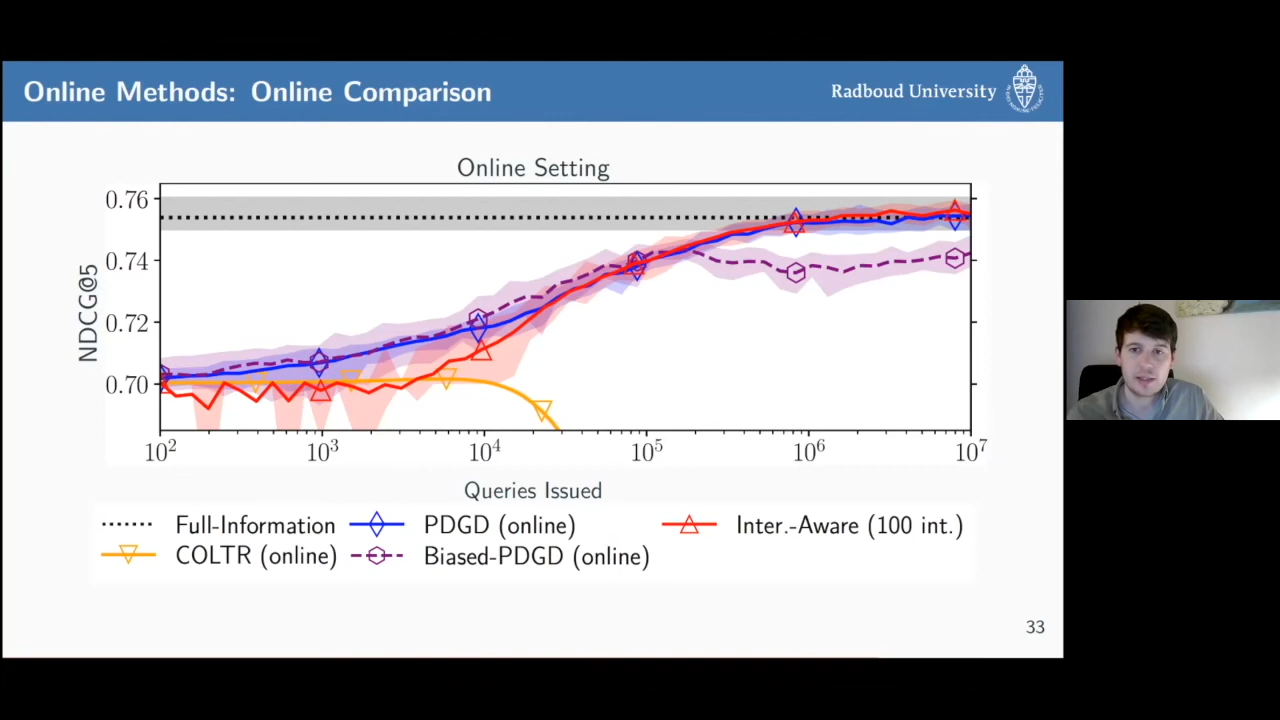 Online Methods: Online Comparison
Radboud University
Online Setting
0.76
0.74
0.72
0.70
NDCG@5
10² 10³ 10⁴ 10⁵ 10⁶ 10⁷
Queries Issued
Full-Information PDGD (online) Inter.-Aware (100 int.)
COLTR (online) Biased-PDGD (online)
33